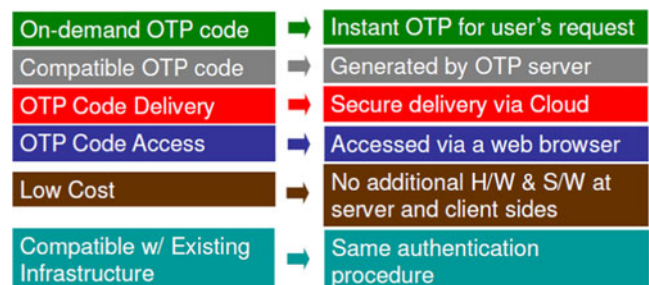 On-demand OTP code
Instant OTP for user's request
Compatible OTP code
Generated by OTP server
OTP Code Delivery
Secure delivery via Cloud
OTP Code Access
Accessed via a web browser
Low Cost
No additional H/W & S/W at
server and client sides
Compatible w/ Existing
Infrastructure
Same authentication
procedure